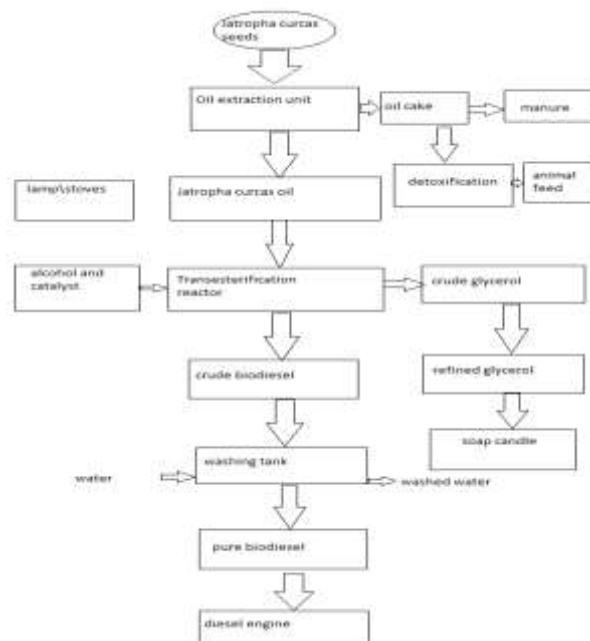 Jatropha curcas
seeds
Oil extraction unit
oil cake
manure
lamp\stoves
Jatropha curcas oil
detoxification
animal
feed
alcohol and
catalyst
Transesterification
reactor
crude glycerol
crude biodiesel
refined glycerol
washing tank
soap candle
water
washed water
pure biodiesel
diesel engine